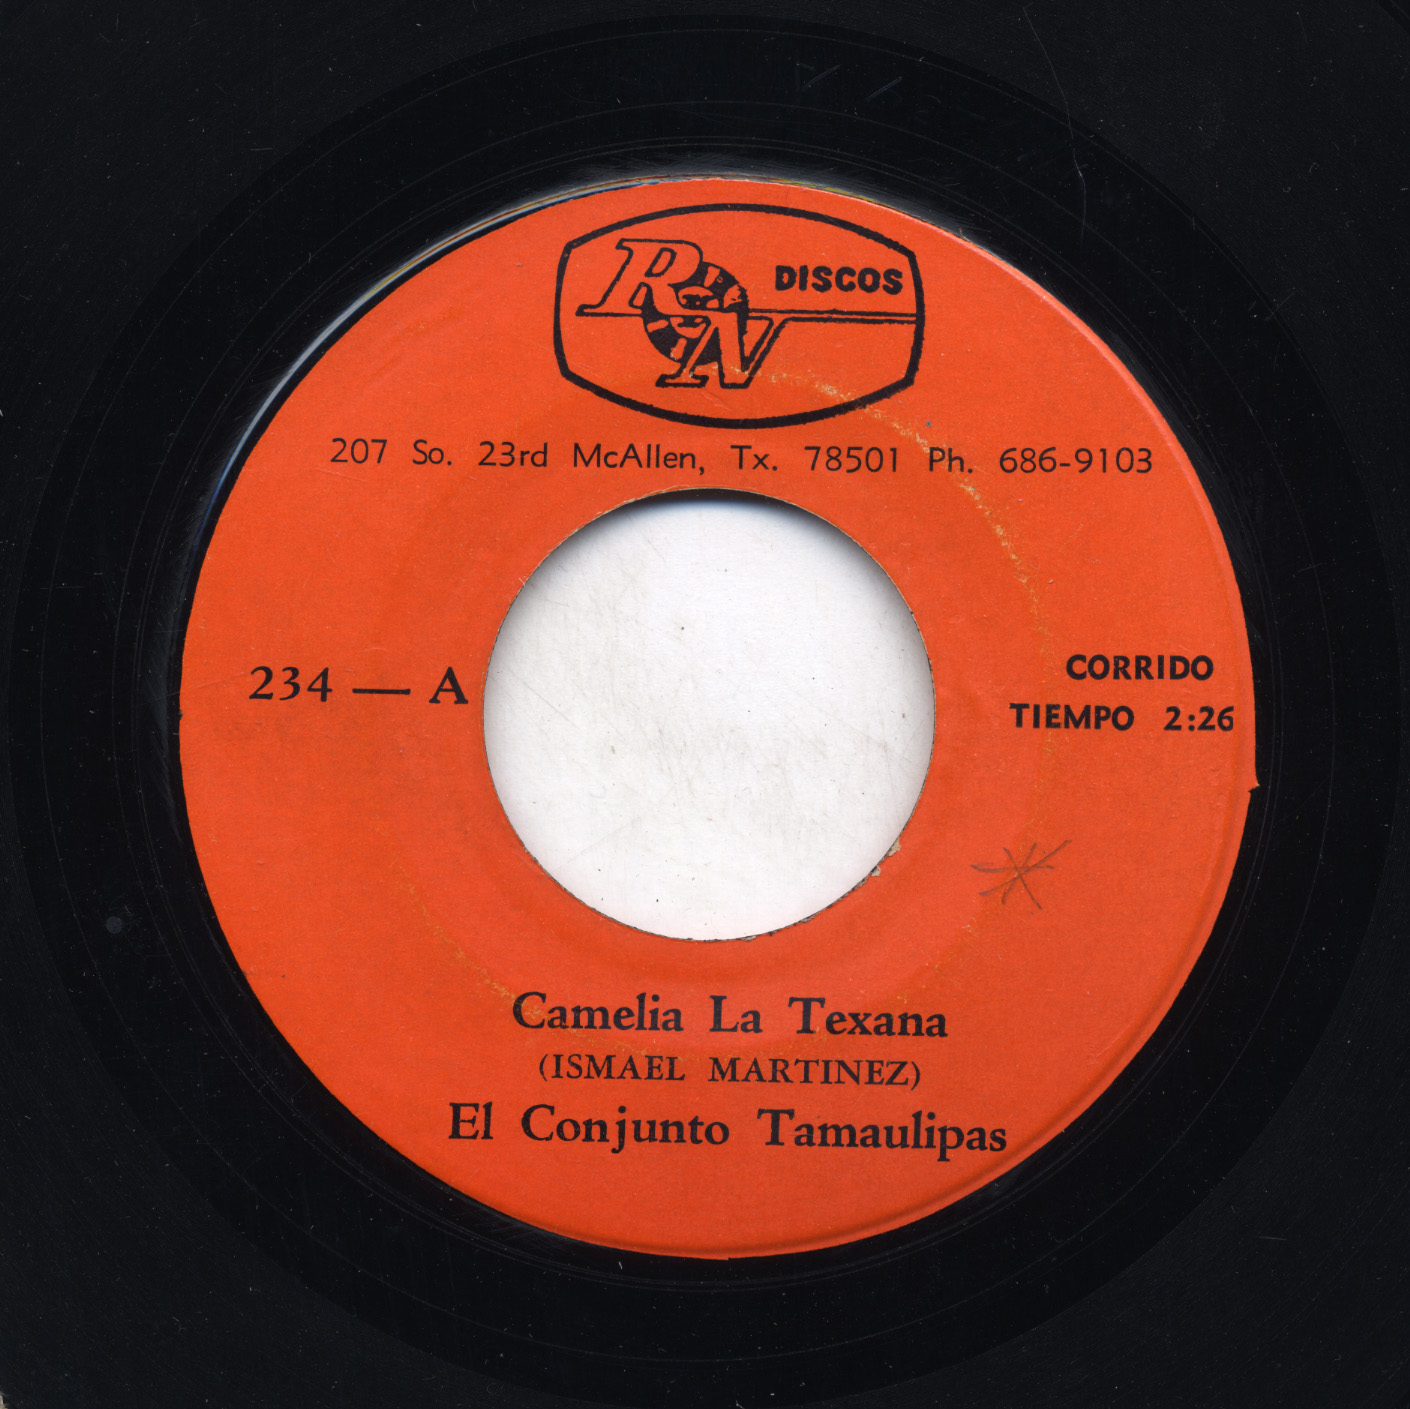 RN DISCOS
207 So. 23rd McAllen, Tx. 78501 Ph. 686-9103
234 — A
CORRIDO
TIEMPO 2:26
Camelia La Texana
(ISMAEL MARTINEZ)
El Conjunto Tamaulipas